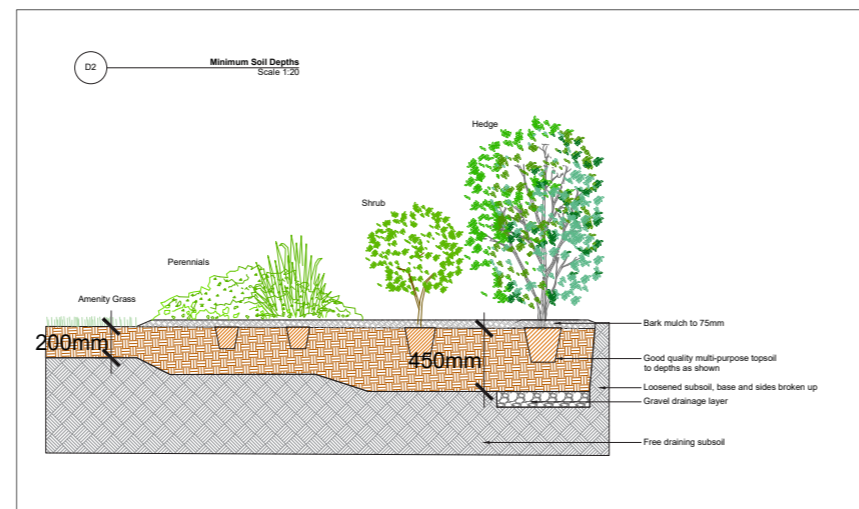 D2
Minimum Soil Depths
Scale 1:20
Hedge
Shrub
Perennials
Amenity Grass
200mm
450mm
Bark mulch to 75mm
Good quality multi-purpose topsoil
to depths as shown
Loosened subsoil, base and sides broken up
Gravel drainage layer
Free draining subsoil